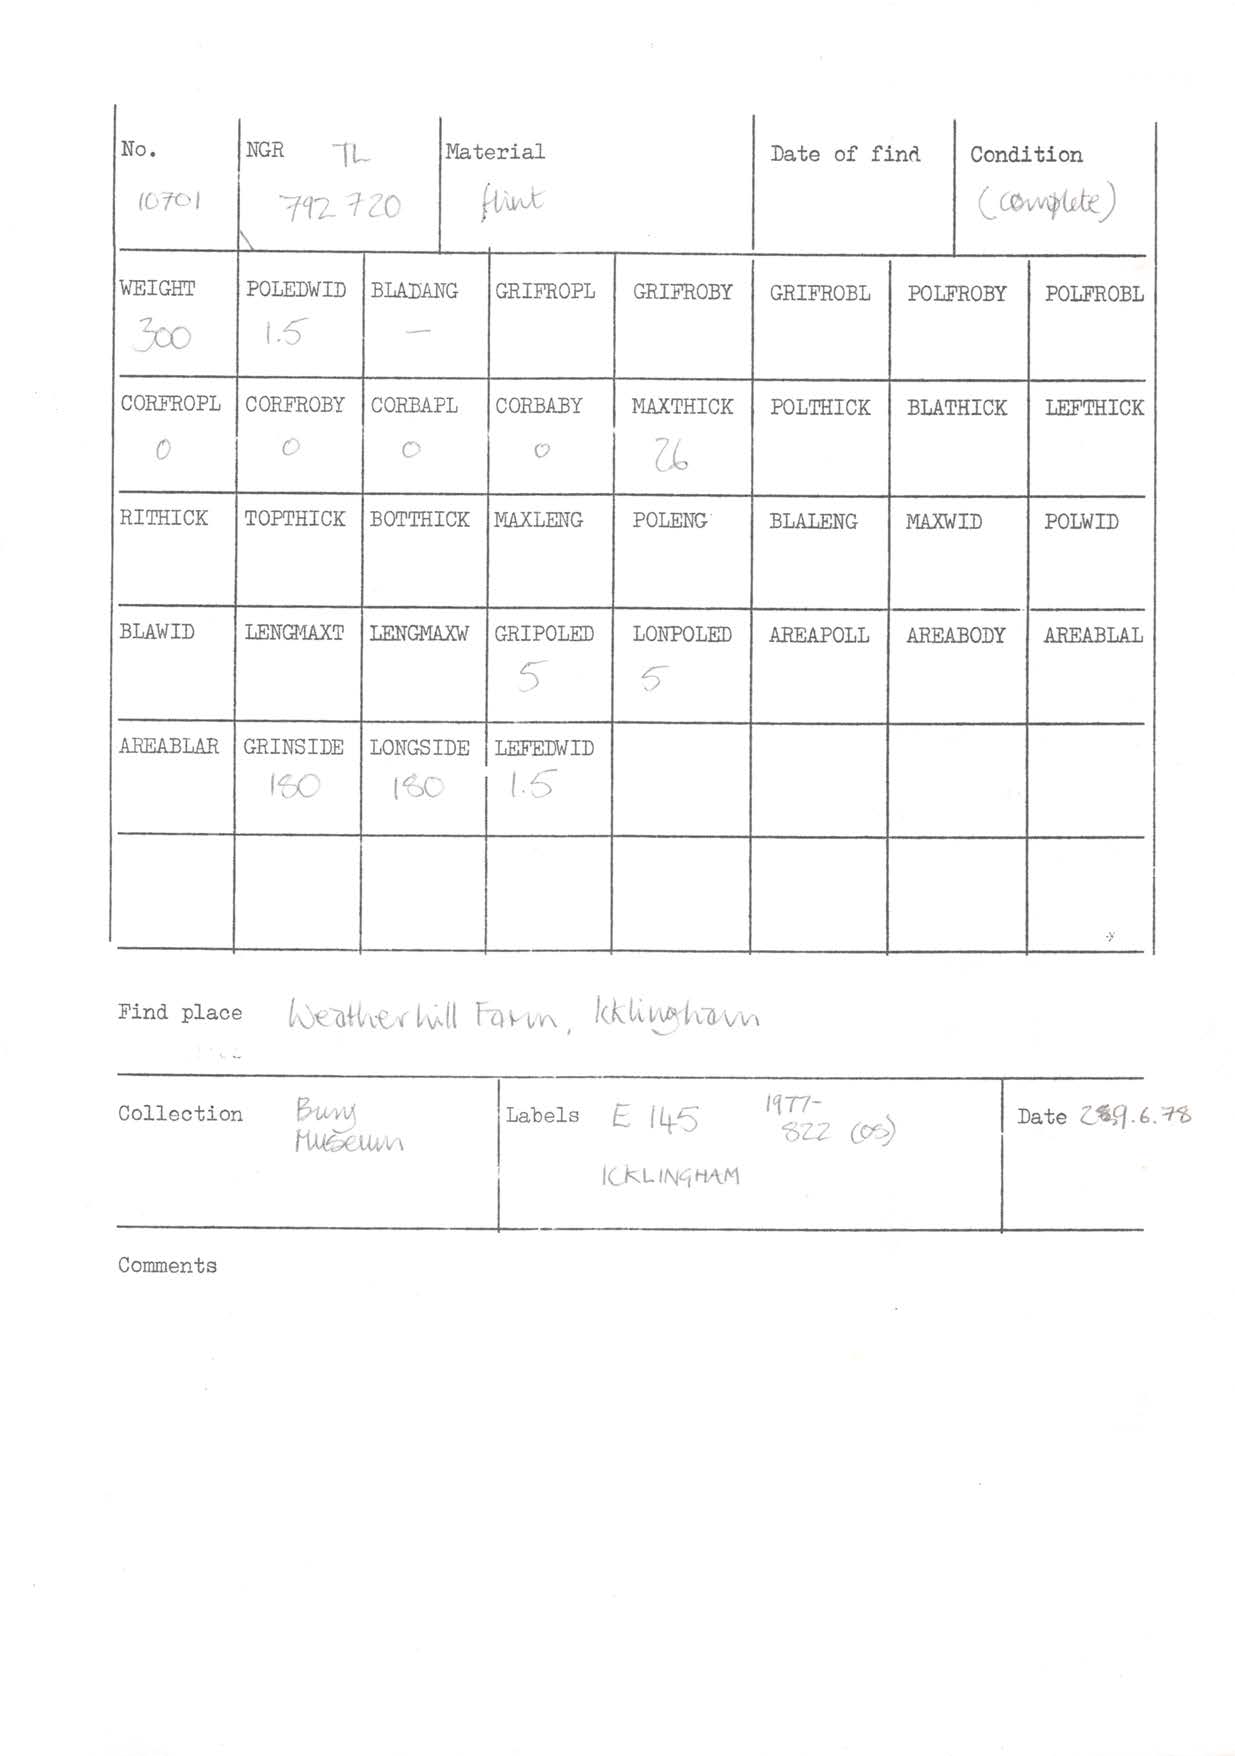 No. NGR TL Material Date of find Condition
10701 792 720 flint (complete)
WEIGHT POLEDWID BLADANG GRIFROPL GRIFROBY GRIFROBL POLFROBY POLFROBL
300 1.5 —
CORFROPL CORFROBY CORBAPL CORBABY MAXTHICK POLTHICK BLATHICK LEFTHICK
0 0 0 0 26
RITHICK TOPTHICK BOTTHICK MAXLENG POLENG BLALENG MAXWID POLWID
BLAWID LENGMAXT LENGMAXW GRIPOLED LONPOLED AREAPOLL AREABODY AREABLAL
5 5
AREABLAR GRINSIDE LONGSIDE LEFEDWID
180 180 1.5
Find place Weatherhill Farm, Icklingham
Collection Bury Labels E 145 1977- Date .6.78
Museum 822 (OS)
ICKLINGHAM
Comments